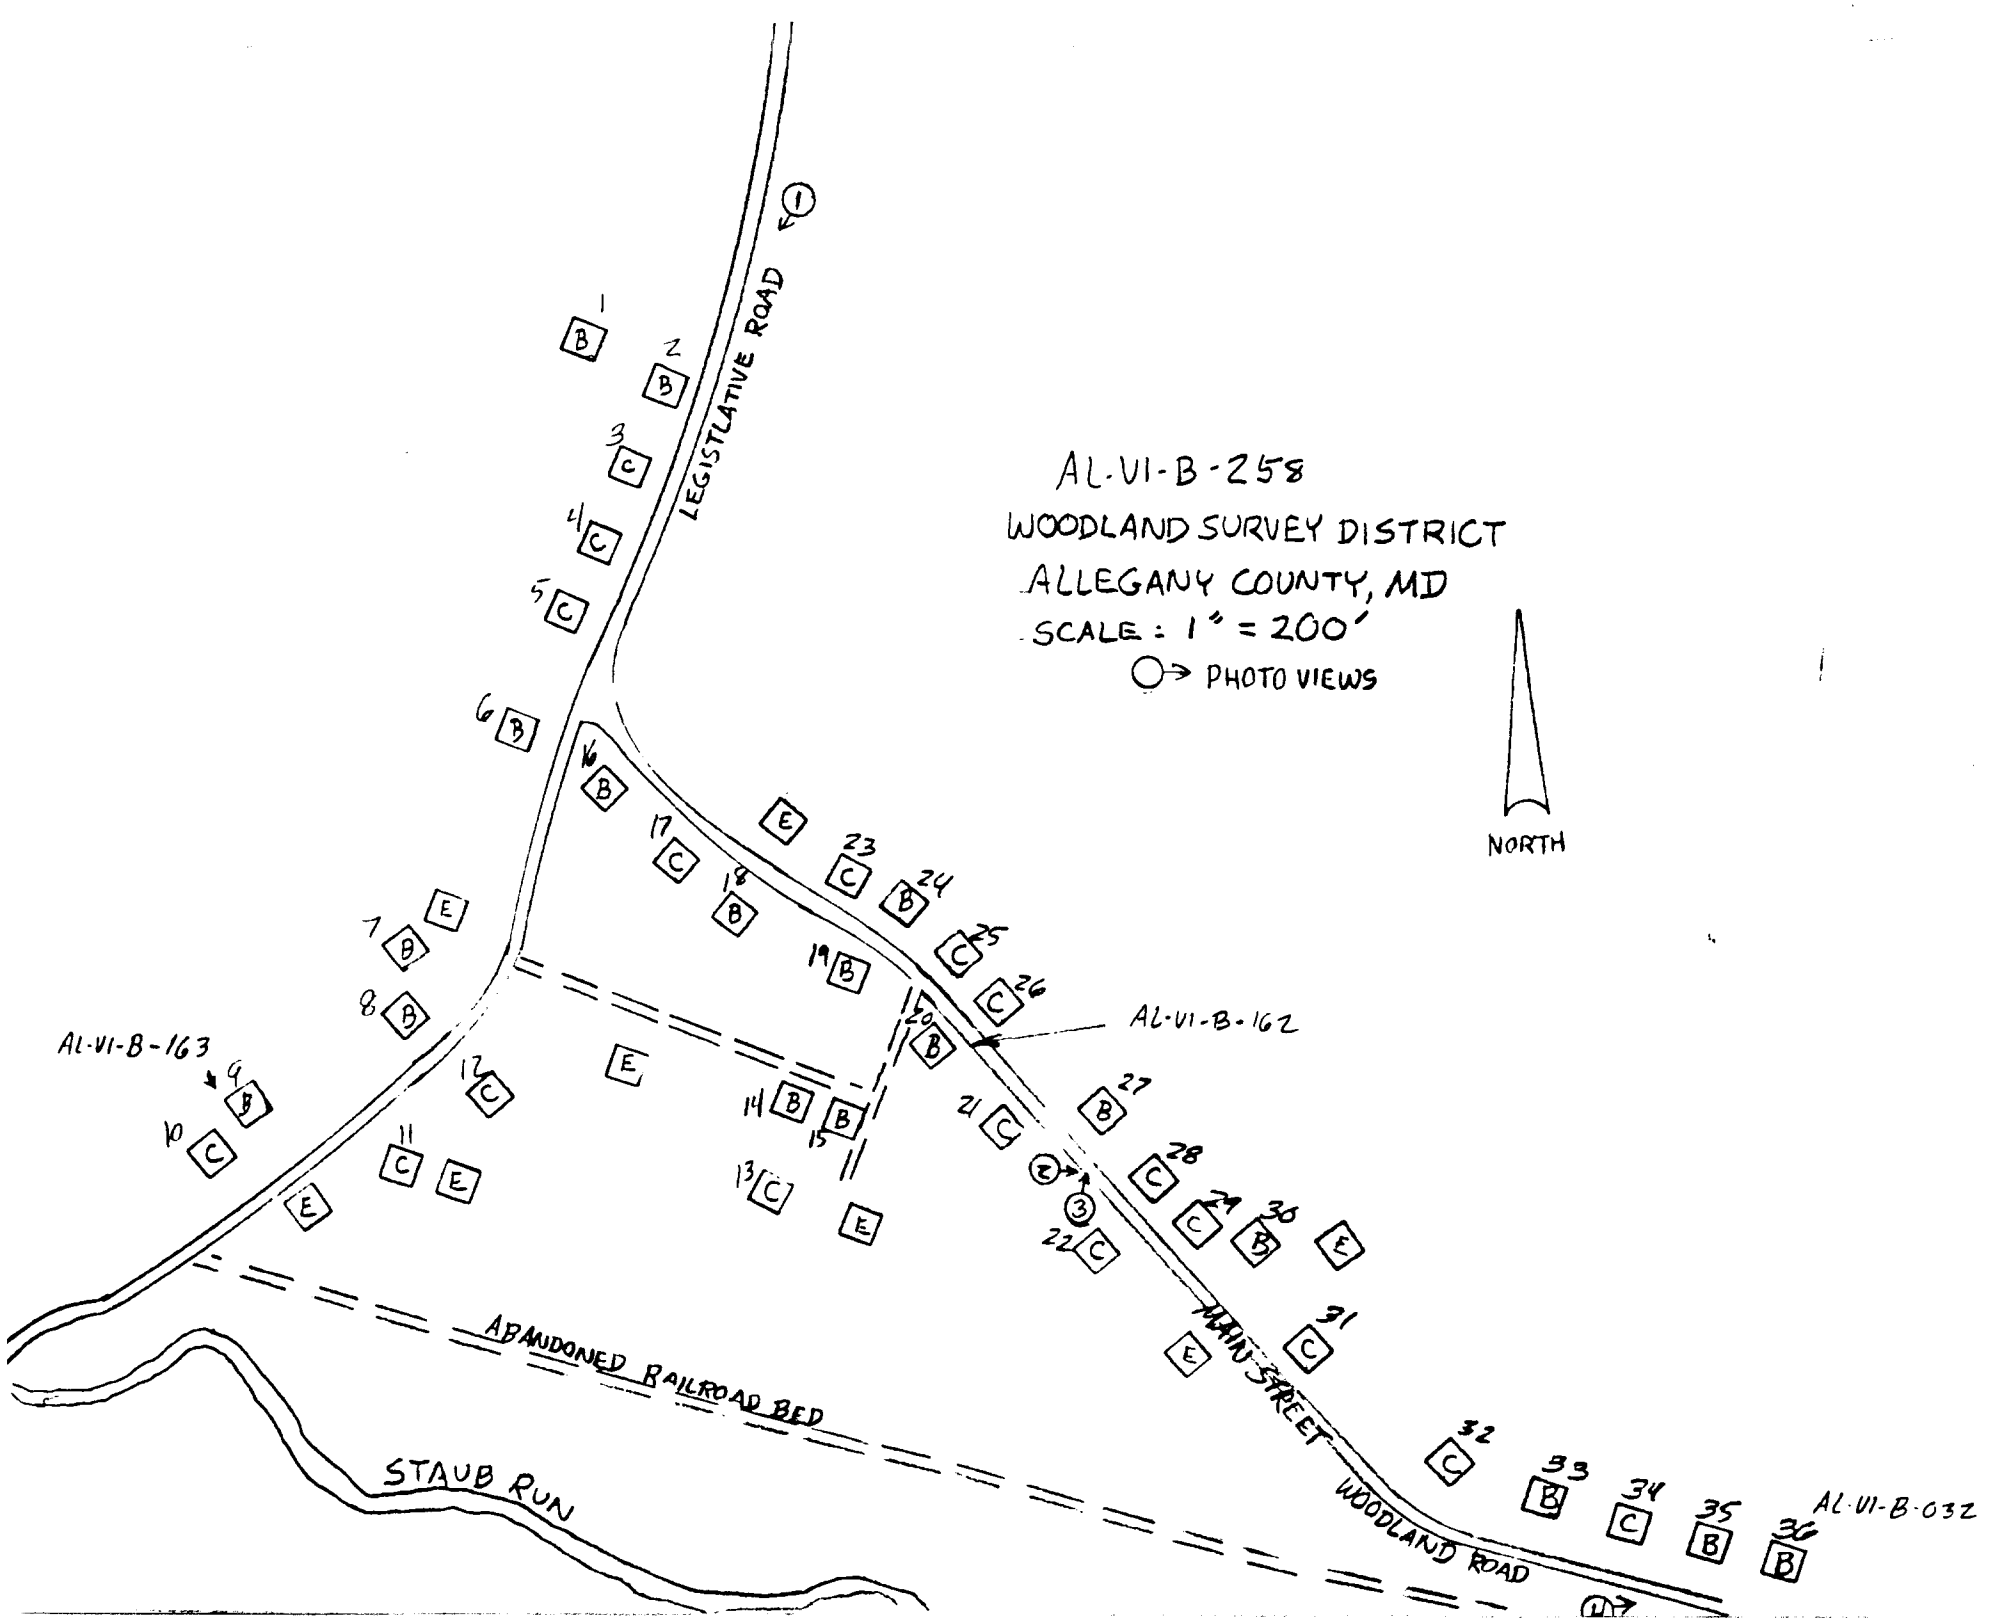 1
LEGISTLATIVE ROAD
1
B
2
B
3
C
4
C
5
C
6
B
AL-VI-B-258
WOODLAND SURVEY DISTRICT
ALLEGANY COUNTY, MD
SCALE: 1" = 200'
→ PHOTO VIEWS
NORTH
16
B
17
C
18
B
E
23
C
24
B
25
C
26
C
19
B
20
B
AL-VI-B-162
E
7
B
8
B
AL-VI-B-163
9
B
10
C
12
C
11
C
E
E
E
14
B
B
15
13
C
E
21
C
27
B
2
3
22
C
28
C
29
C
30
B
E
31
C
E
MAIN STREET
ABANDONED RAILROAD BED
STAUB RUN
32
C
33
B
34
C
35
B
36
B
AL-VI-B-032
WOODLAND ROAD
4